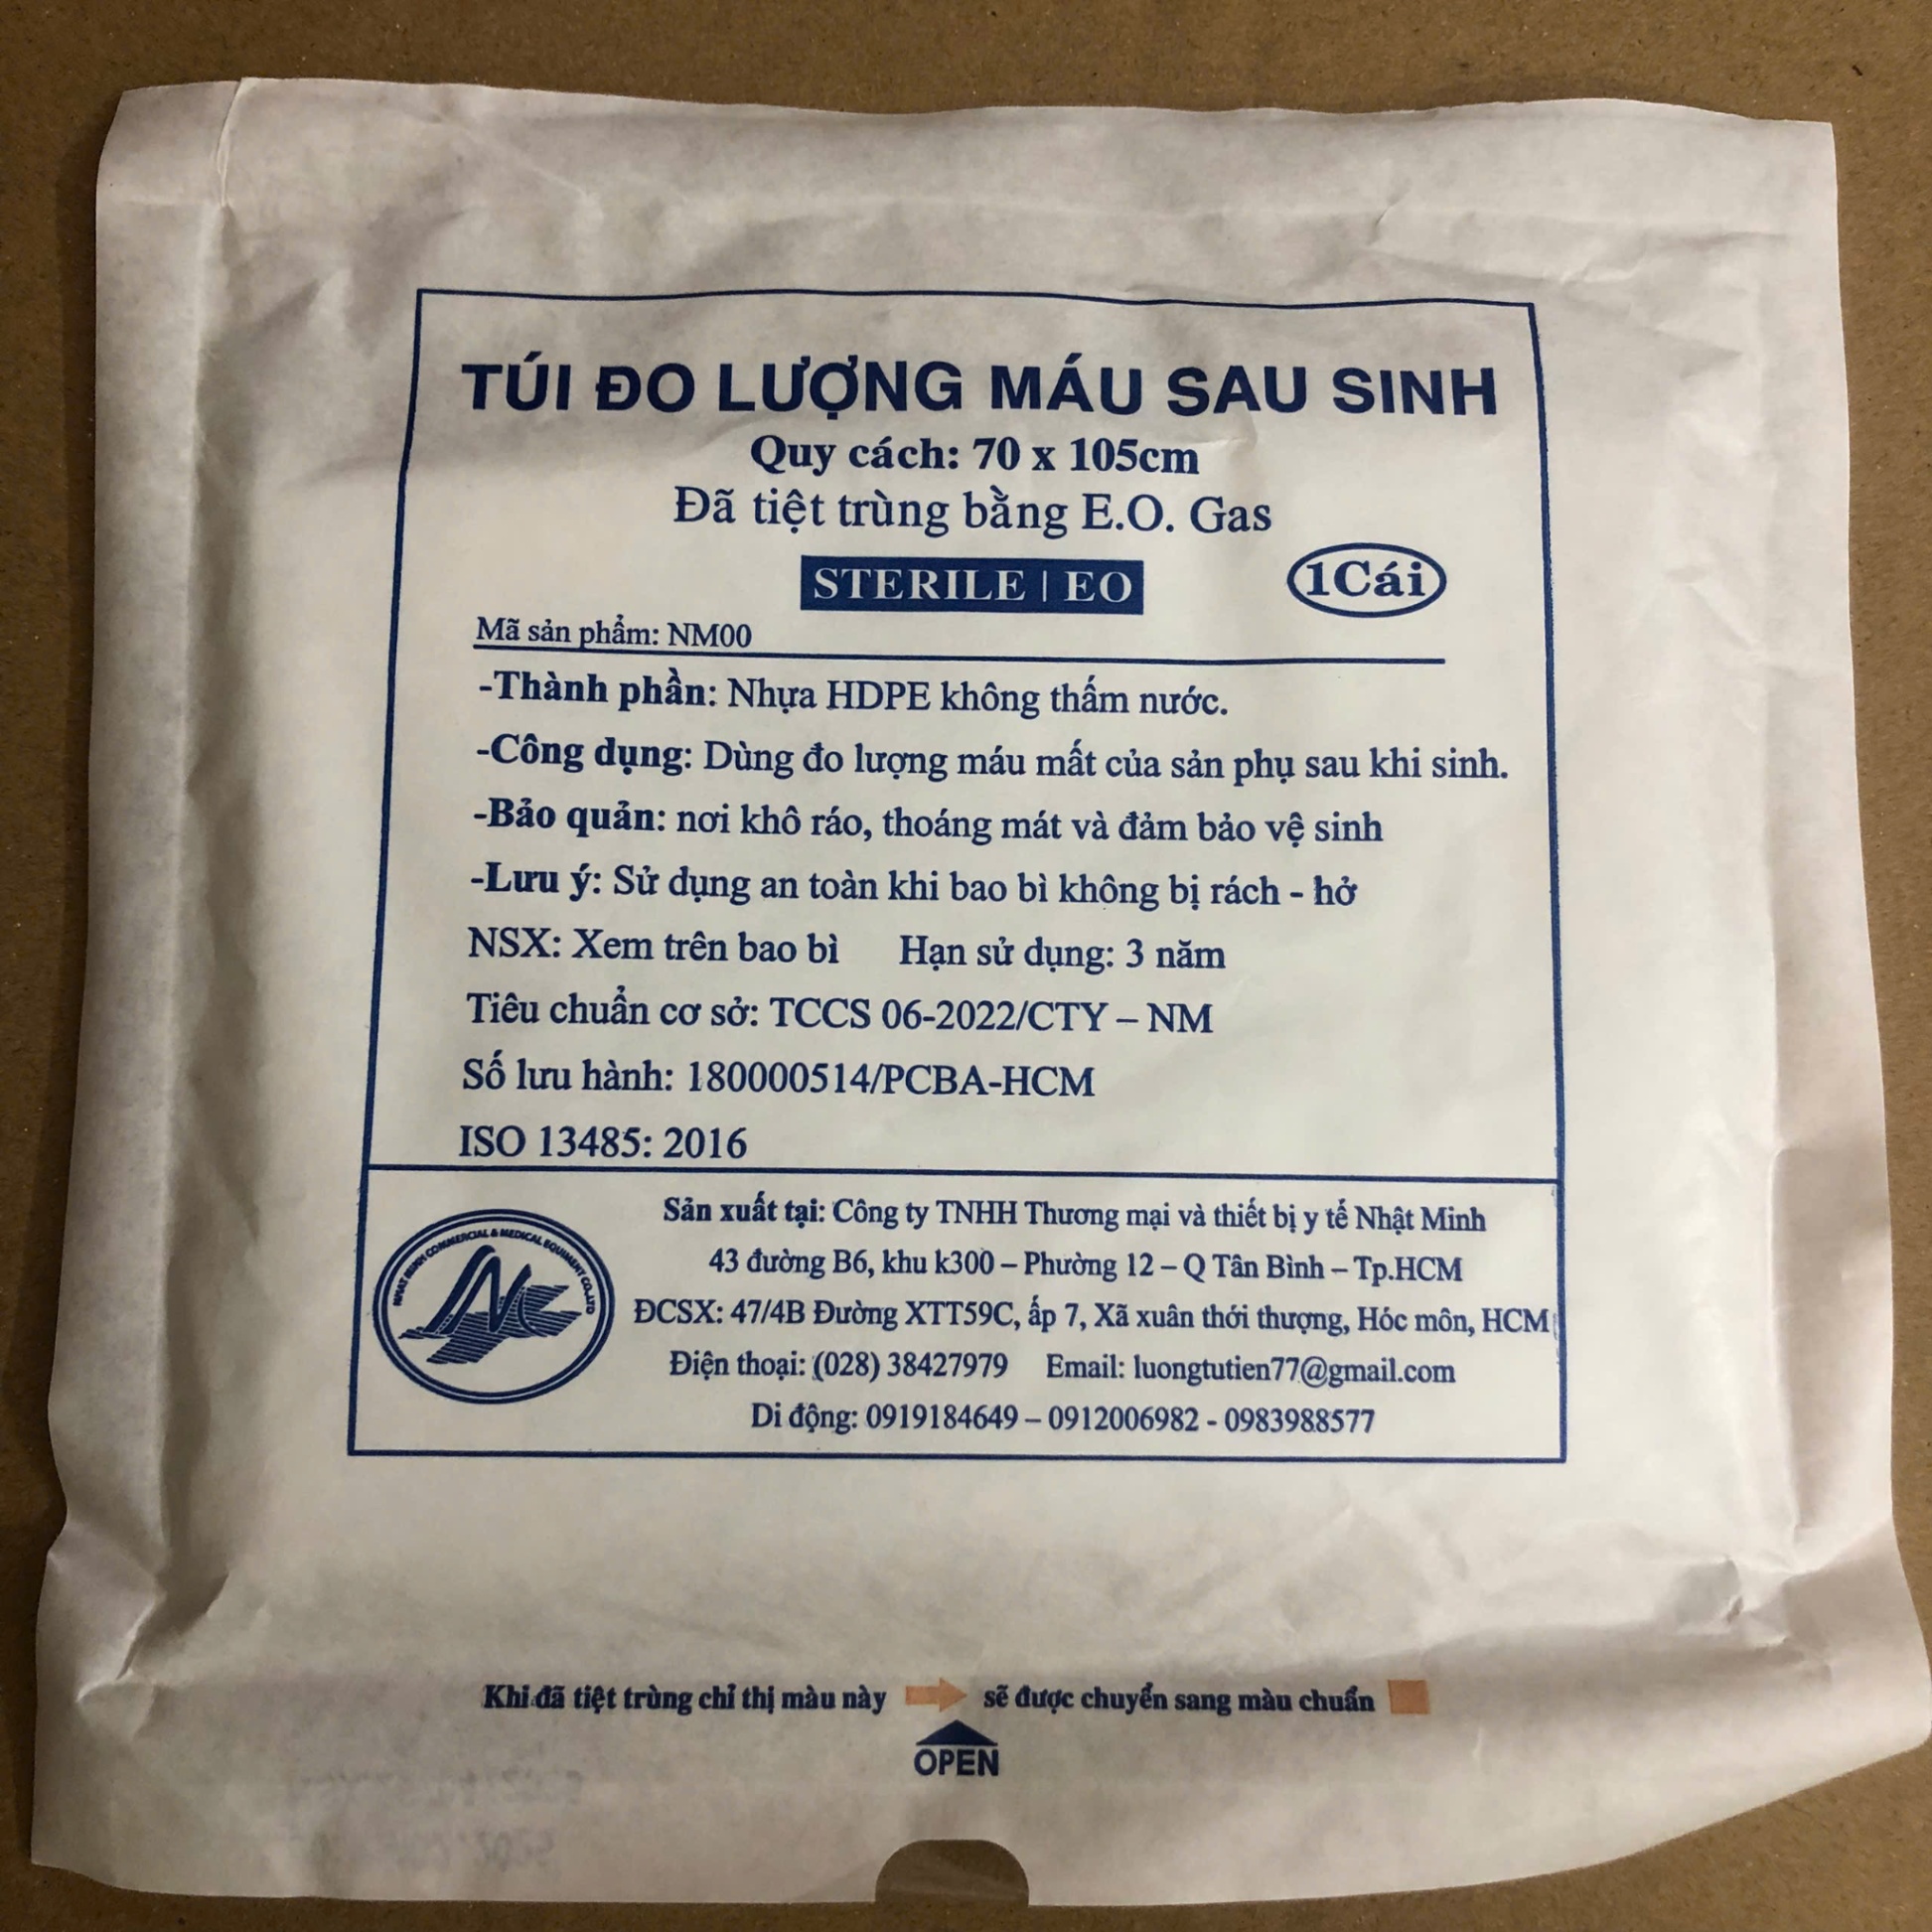 TÚI ĐO LƯỢNG MÁU SAU SINH
Quy cách: 70 x 105cm
Đã tiệt trùng bằng E.O. Gas
STERILE | EO
1Cái
Mã sản phẩm: NM00
-Thành phần: Nhựa HDPE không thấm nước.
-Công dụng: Dùng đo lượng máu mất của sản phụ sau khi sinh.
-Bảo quản: nơi khô ráo, thoáng mát và đảm bảo vệ sinh
-Lưu ý: Sử dụng an toàn khi bao bì không bị rách - hở
NSX: Xem trên bao bì Hạn sử dụng: 3 năm
Tiêu chuẩn cơ sở: TCCS 06-2022/CTY – NM
Số lưu hành: 180000514/PCBA-HCM
ISO 13485: 2016
NHAT MINH COMMERCIAL & MEDICAL EQUIPMENT CO.LTD
Sản xuất tại: Công ty TNHH Thương mại và thiết bị y tế Nhật Minh
43 đường B6, khu k300 – Phường 12 – Q Tân Bình – Tp.HCM
ĐCSX: 47/4B Đường XTT59C, ấp 7, Xã xuân thới thượng, Hóc môn, HCM
Điện thoại: (028) 38427979 Email: luongtutien77@gmail.com
Di động: 0919184649 – 0912006982 - 0983988577
Khi đã tiệt trùng chỉ thị màu này sẽ được chuyển sang màu chuẩn
OPEN